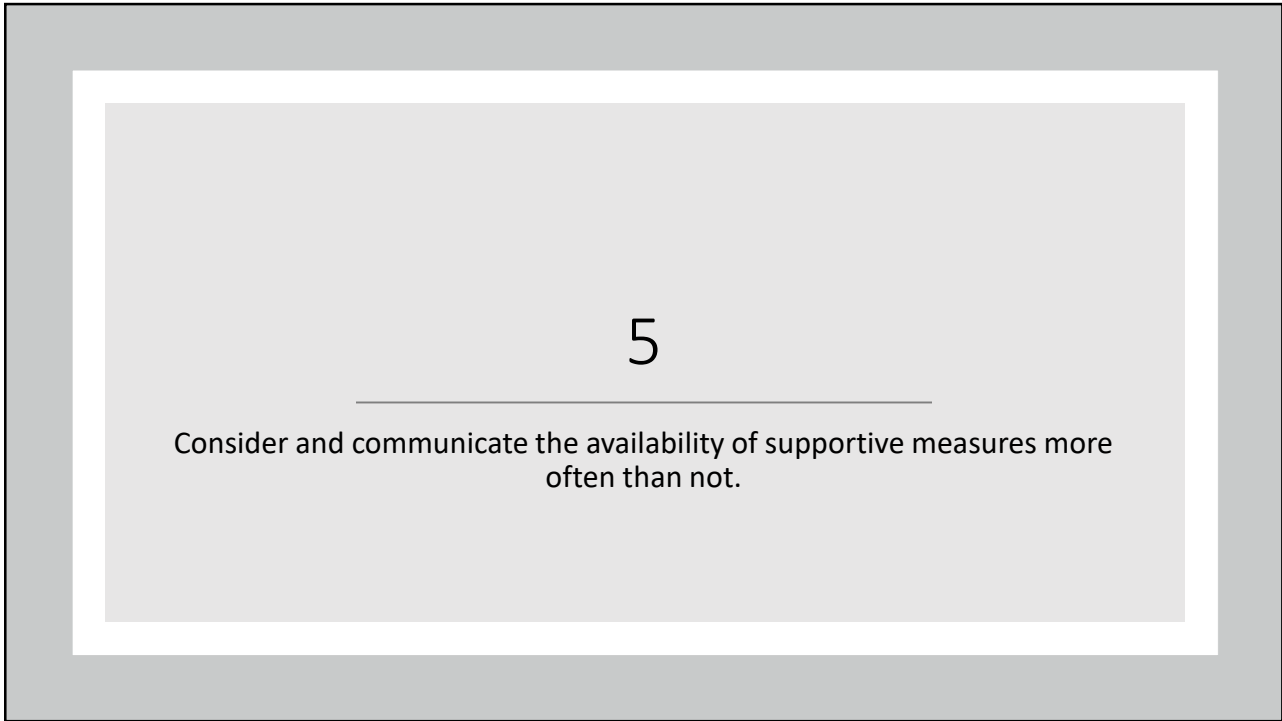 5
Consider and communicate the availability of supportive measures more
often than not.